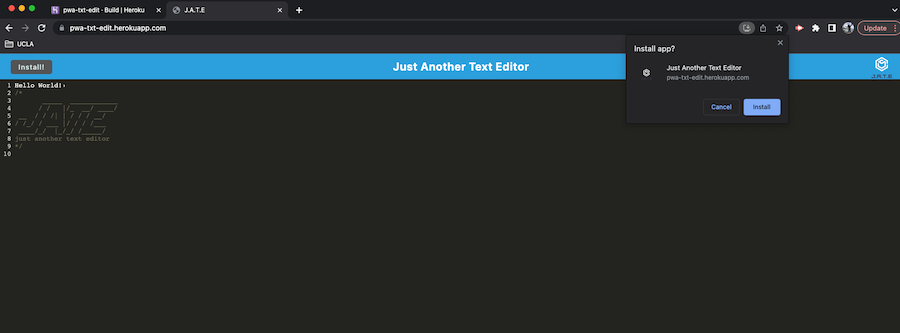 pwa-txt-edit · Build | Heroku
J.A.T.E
pwa-txt-edit.herokuapp.com
Update
UCLA
Install!
Just Another Text Editor
J.A.T.E
Install app?
Just Another Text Editor
pwa-txt-edit.herokuapp.com
Cancel
Install
1 Hello World!
2 /*
3
4
5
6
7
8 just another text editor
9 */
10